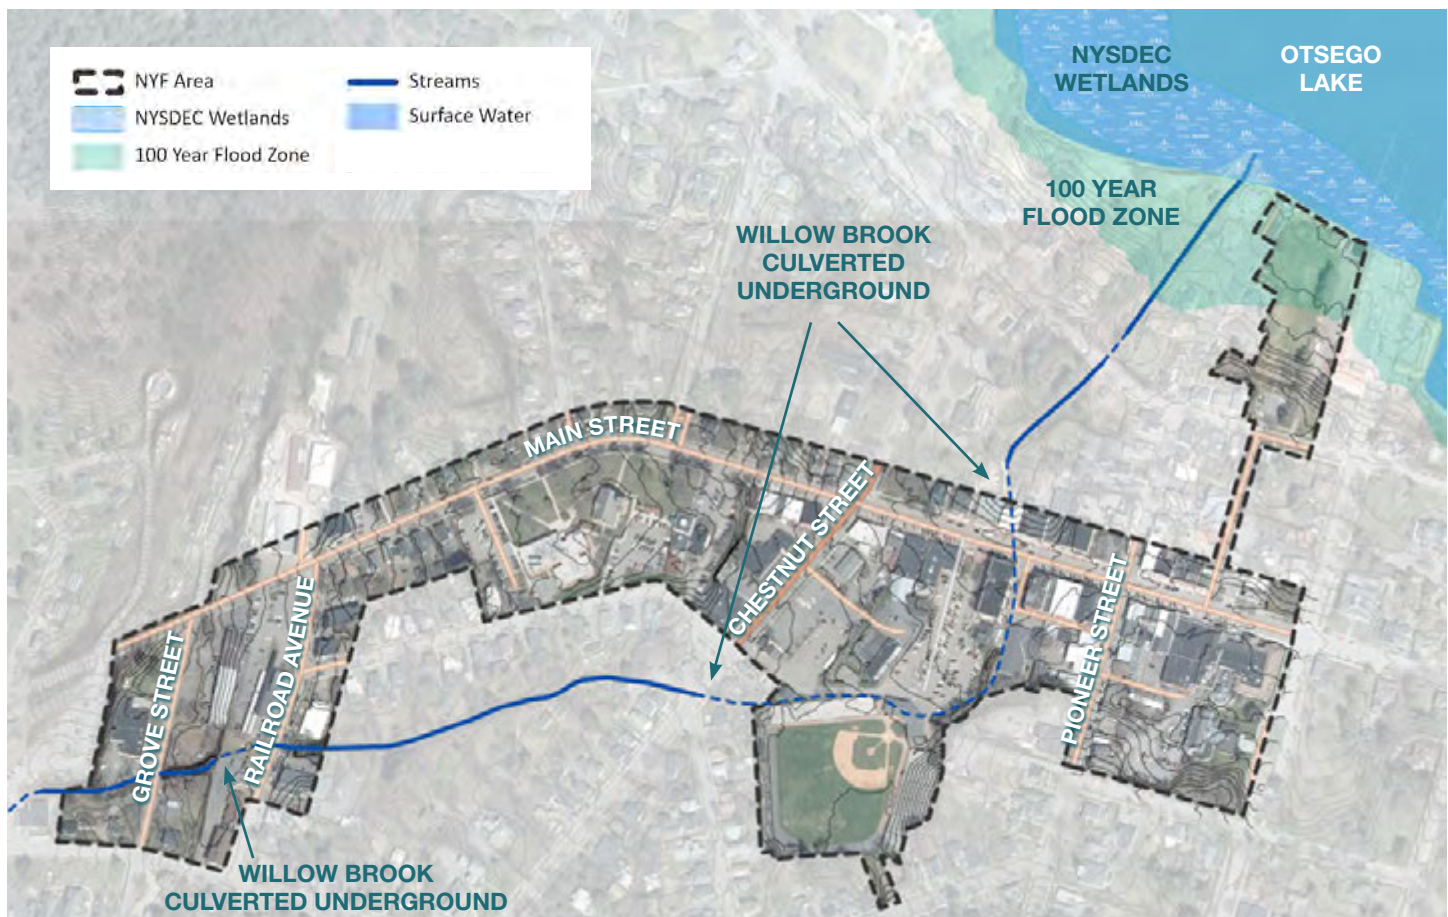 NYF Area
Streams
NYSDEC Wetlands
Surface Water
100 Year Flood Zone
NYSDEC
WETLANDS
OTSEGO
LAKE
100 YEAR
FLOOD ZONE
WILLOW BROOK
CULVERTED
UNDERGROUND
MAIN STREET
CHESTNUT STREET
PIONEER STREET
RAILROAD AVENUE
GROVE STREET
WILLOW BROOK
CULVERTED UNDERGROUND